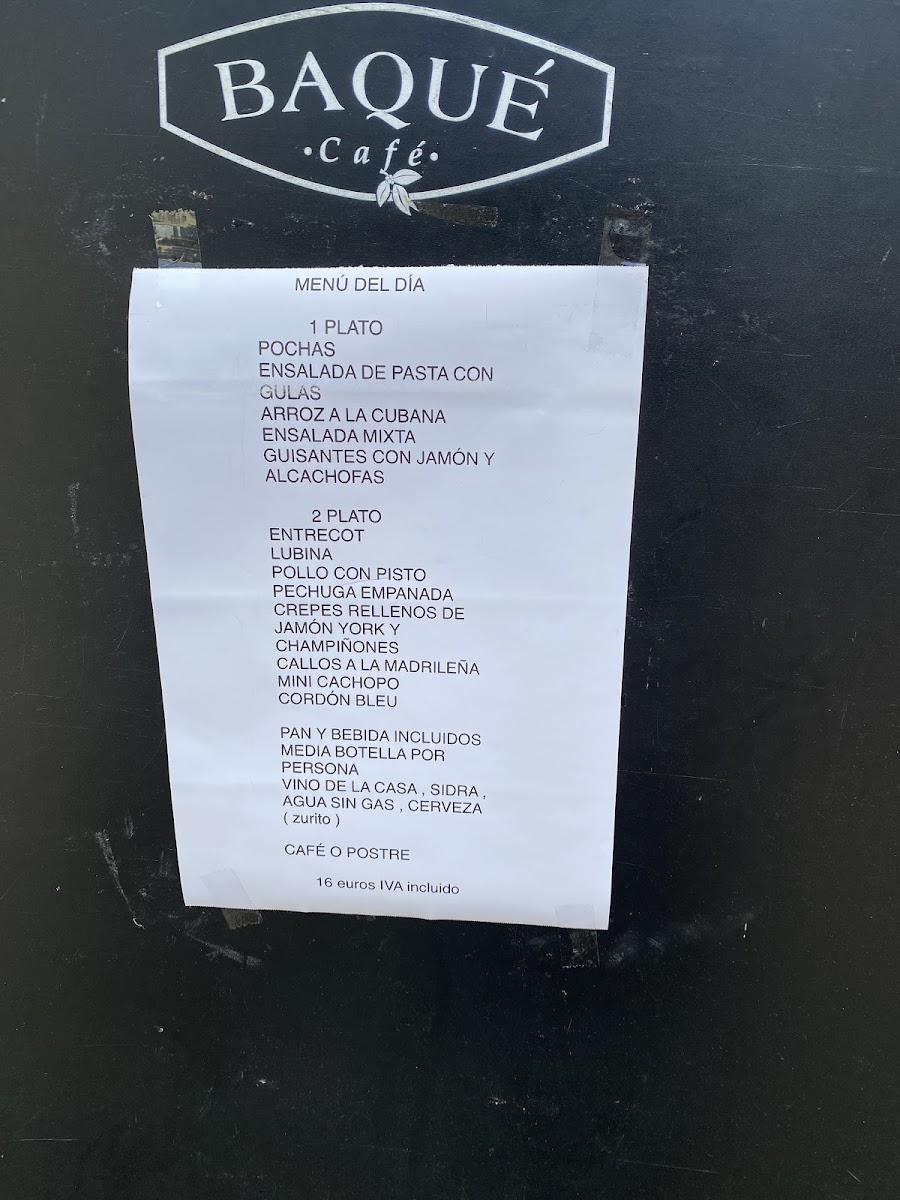 BAQUÉ
·Café·
MENÚ DEL DÍA
1 PLATO
POCHAS
ENSALADA DE PASTA CON
GULAS
ARROZ A LA CUBANA
ENSALADA MIXTA
GUISANTES CON JAMÓN Y
ALCACHOFAS
2 PLATO
ENTRECOT
LUBINA
POLLO CON PISTO
PECHUGA EMPANADA
CREPES RELLENOS DE
JAMÓN YORK Y
CHAMPIÑONES
CALLOS A LA MADRILEÑA
MINI CACHOPO
CORDÓN BLEU
PAN Y BEBIDA INCLUIDOS
MEDIA BOTELLA POR
PERSONA
VINO DE LA CASA , SIDRA ,
AGUA SIN GAS , CERVEZA
( zurito )
CAFÉ O POSTRE
16 euros IVA incluido